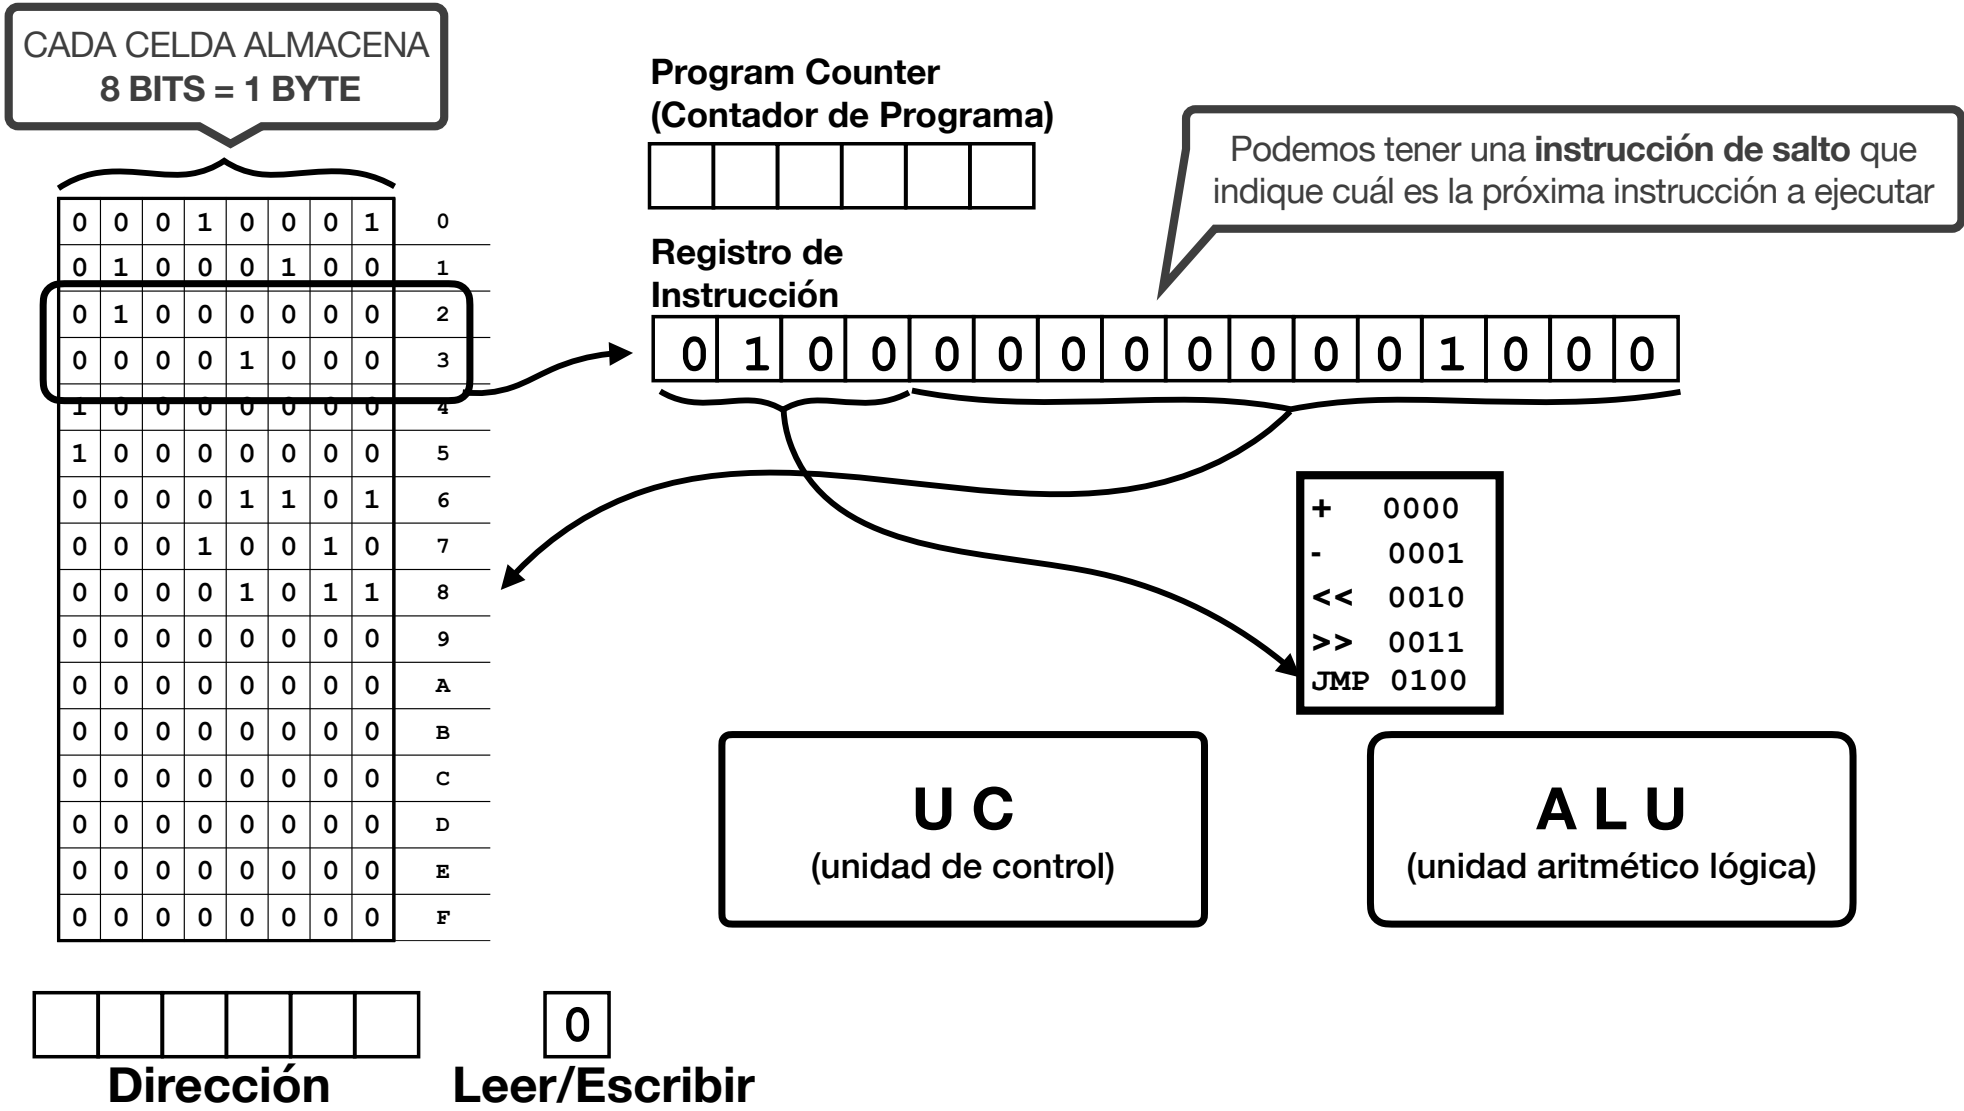 CADA CELDA ALMACENA
8 BITS = 1 BYTE
Program Counter
(Contador de Programa)
Podemos tener una instrucción de salto que
indique cuál es la próxima instrucción a ejecutar
Registro de
Instrucción
0 1 0 0 0 0 0 0 0 0 0 0 1 0 0 0
0 0 0 1 0 0 0 1 0
0 1 0 0 0 1 0 0 1
0 1 0 0 0 0 0 0 2
0 0 0 0 1 0 0 0 3
1 0 0 0 0 0 0 0 4
1 0 0 0 0 0 0 0 5
0 0 0 0 1 1 0 1 6
0 0 0 1 0 0 1 0 7
0 0 0 0 1 0 1 1 8
0 0 0 0 0 0 0 0 9
0 0 0 0 0 0 0 0 A
0 0 0 0 0 0 0 0 B
0 0 0 0 0 0 0 0 C
0 0 0 0 0 0 0 0 D
0 0 0 0 0 0 0 0 E
0 0 0 0 0 0 0 0 F
+ 0000
- 0001
<< 0010
>> 0011
JMP 0100
U C
(unidad de control)
A L U
(unidad aritmético lógica)
Dirección
0
Leer/Escribir